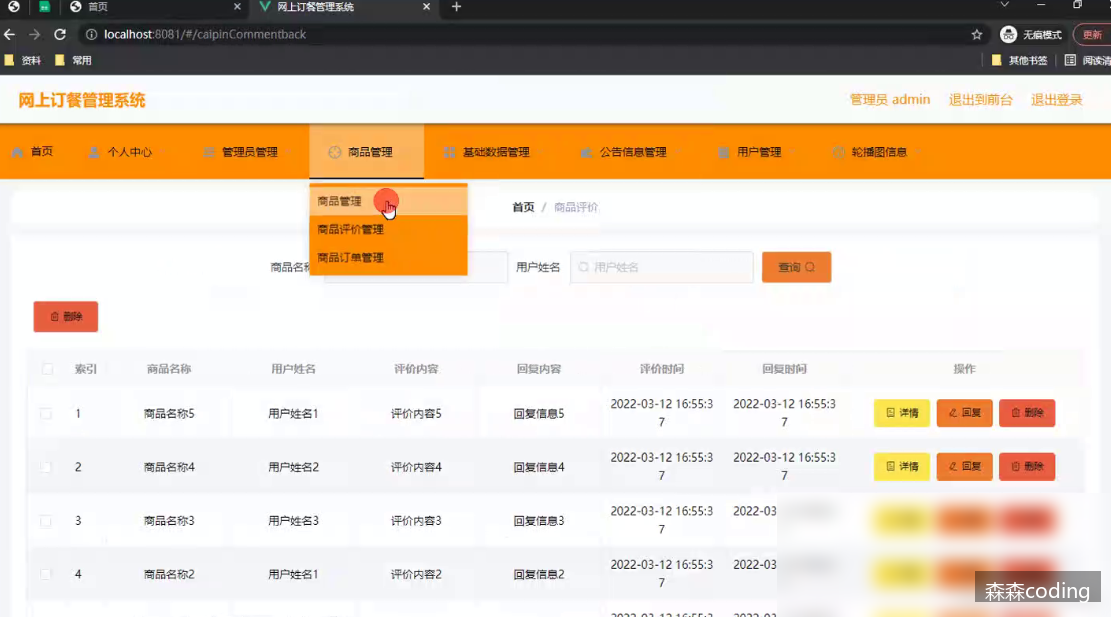 首页
网上订餐管理系统
localhost:8081/#/caipinCommentback
无痕模式
更新
资料
常用
其他书签
阅读清
网上订餐管理系统
管理员 admin
退出到前台
退出登录
首页
个人中心
管理员管理
商品管理
基础数据管理
公告信息管理
用户管理
轮播图信息
商品管理
商品评价管理
商品订单管理
首页 / 商品评价
商品名称
用户姓名
用户姓名
查询
删除
索引 商品名称 用户姓名 评价内容 回复内容 评价时间 回复时间 操作
1 商品名称5 用户姓名1 评价内容5 回复信息5 2022-03-12 16:55:37 2022-03-12 16:55:37 详情 回复 删除
2 商品名称4 用户姓名2 评价内容4 回复信息4 2022-03-12 16:55:37 2022-03-12 16:55:37 详情 回复 删除
3 商品名称3 用户姓名3 评价内容3 回复信息3 2022-03-12 16:55:37 2022-03
4 商品名称2 用户姓名1 评价内容2 回复信息2 2022-03-12 16:55:37 2022-03
森森coding